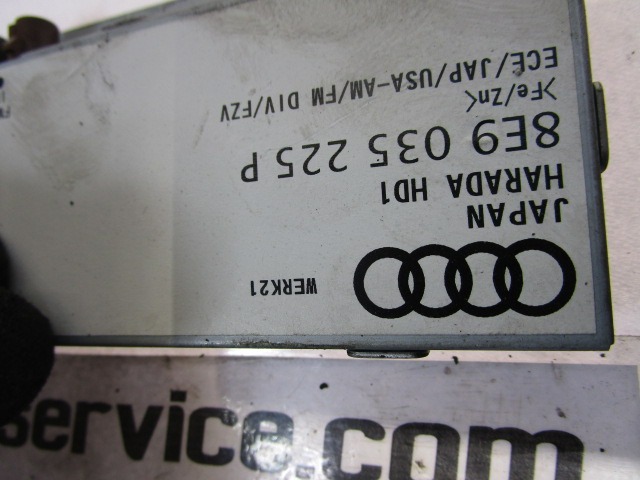 WERK21
JAPAN
HARADA HD1
8E9 035 225 P
>Fe/Zn<
ECE/JAP/USA-AM/FM DIV/FZV
service.com